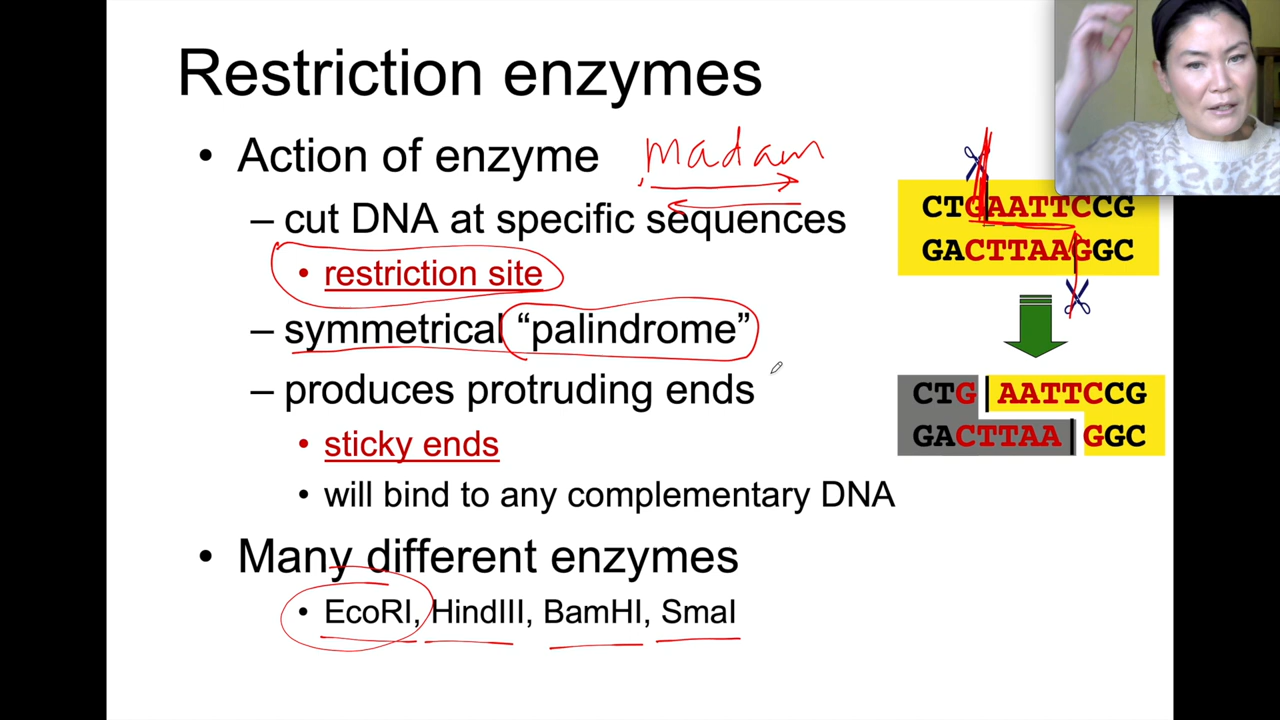 Restriction enzymes
• Action of enzyme madam
– cut DNA at specific sequences
• restriction site
– symmetrical “palindrome”
– produces protruding ends
• sticky ends
• will bind to any complementary DNA
• Many different enzymes
• EcoRI, HindIII, BamHI, SmaI
CTGAATTCCG
GACTTAAGGC
CTG AATTCCG
GACTTAA GGC